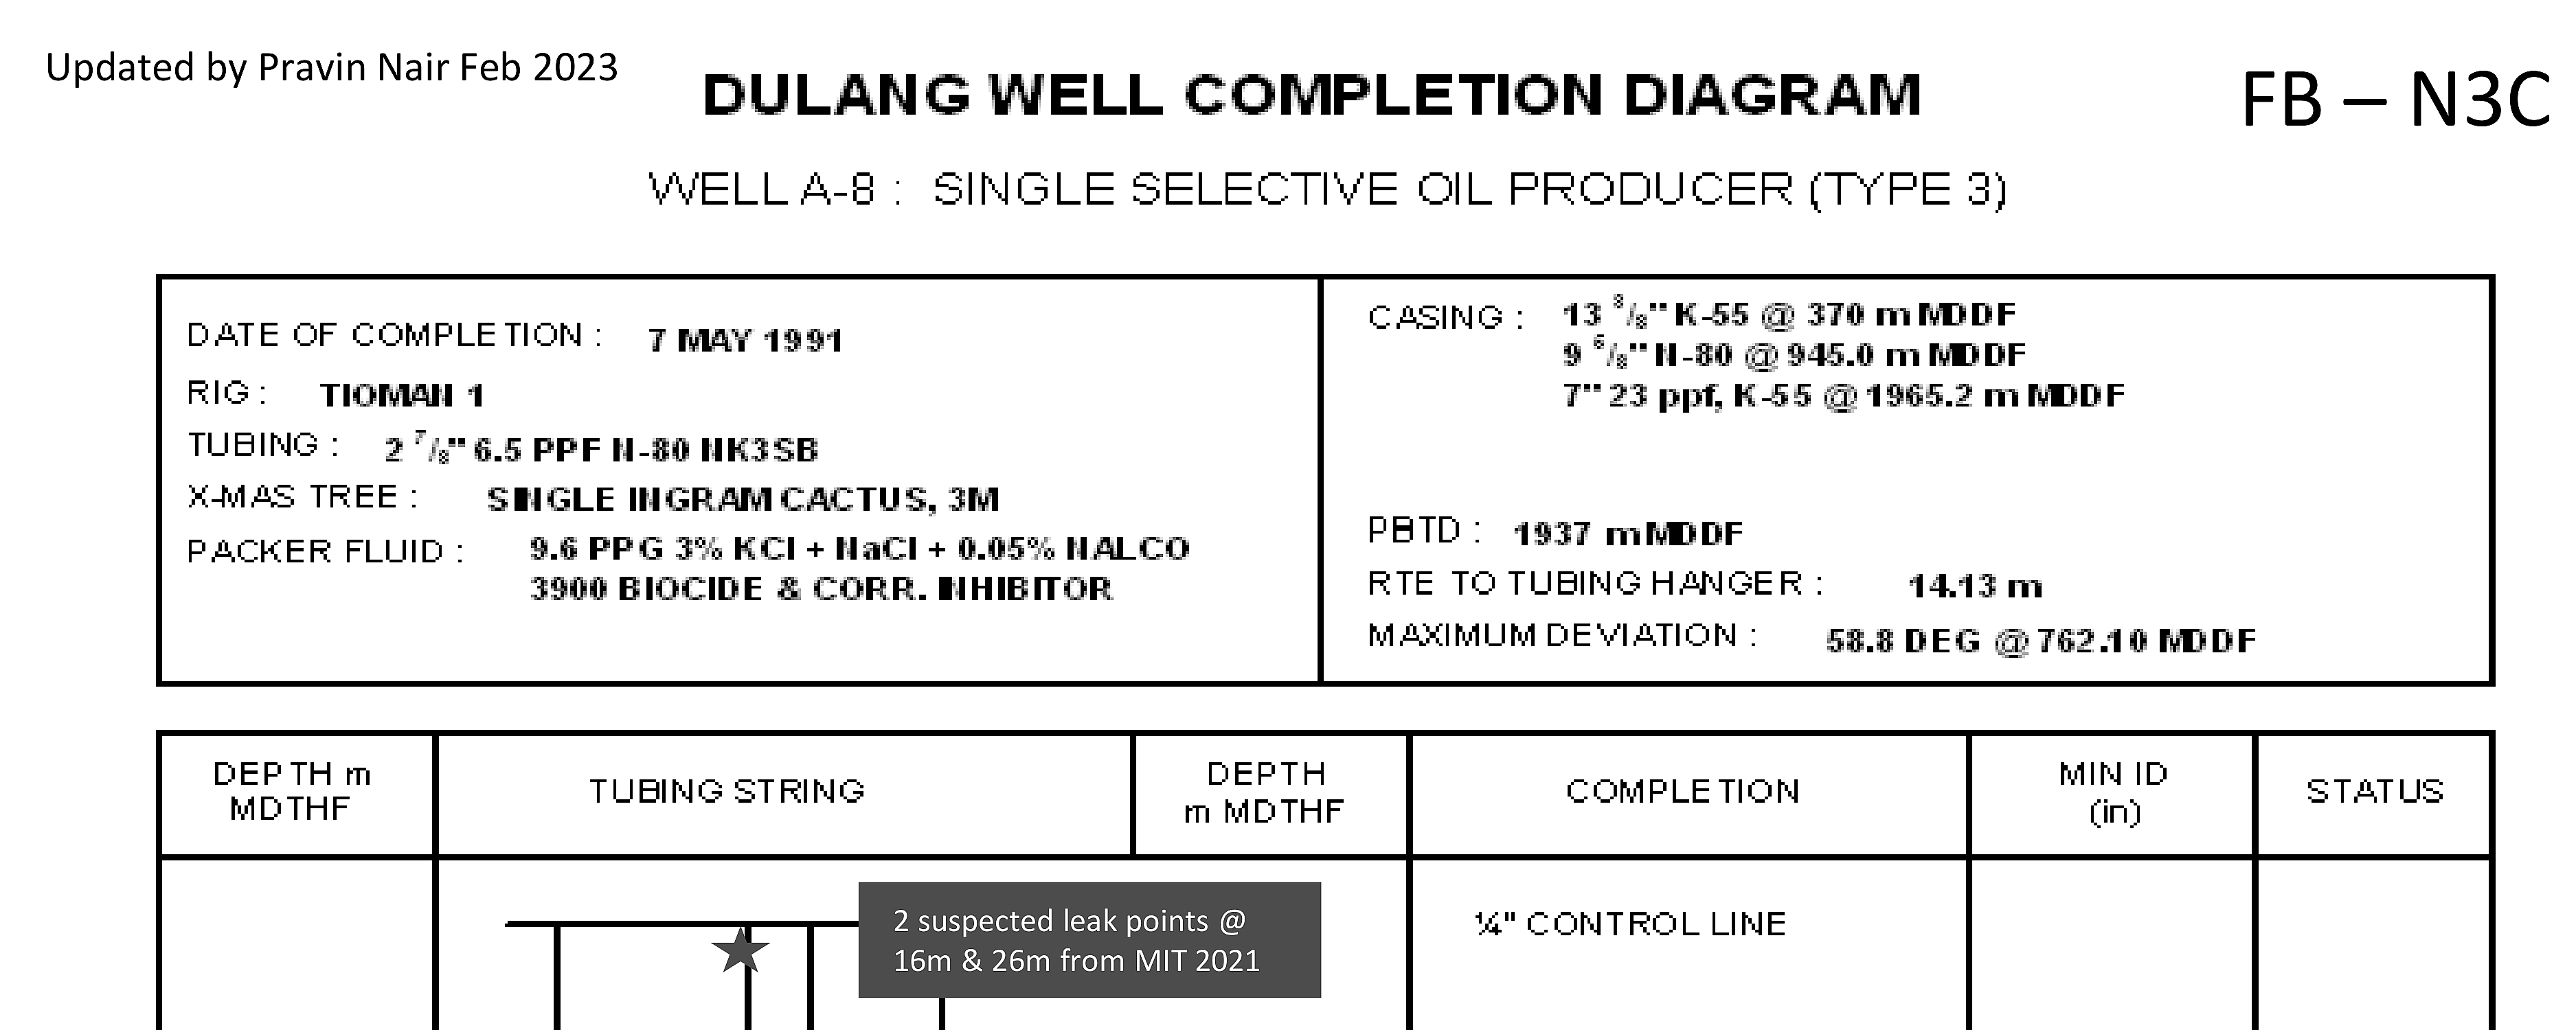 Updated by Pravin Nair Feb 2023
DULANG WELL COMPLETION DIAGRAM
FB – N3C
WELL A-8 : SINGLE SELECTIVE OIL PRODUCER (TYPE 3)
DATE OF COMPLETION : 7 MAY 1991
RIG : TIOMAN 1
TUBING : 2 7/8" 6.5 PPF N-80 NK3SB
X-MAS TREE : SINGLE INGRAM CACTUS, 3M
PACKER FLUID : 9.6 PPG 3% KCl + NaCl + 0.05% NALCO
3900 BIOCIDE & CORR. INHIBITOR
CASING : 13 3/8" K-55 @ 370 m MDDF
9 5/8" N-80 @ 945.0 m MDDF
7" 23 ppf, K-55 @ 1965.2 m MDDF
PBTD : 1937 m MDDF
RTE TO TUBING HANGER : 14.13 m
MAXIMUM DEVIATION : 58.8 DEG @ 762.10 MDDF
DEPTH m
MDTHF
TUBING STRING
DEPTH
m MDTHF
COMPLETION
MIN ID
(in)
STATUS
2 suspected leak points @
16m & 26m from MIT 2021
¼" CONTROL LINE